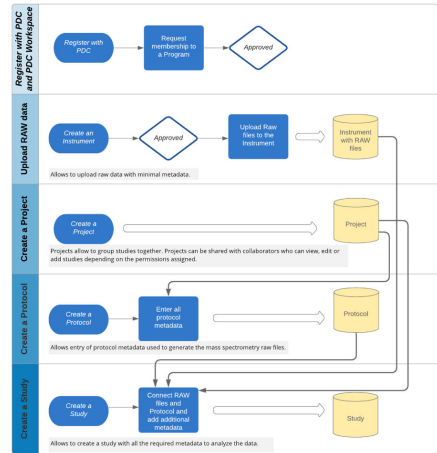 Register with PDC
and PDC Workspace
Register with
PDC
Request
membership to
a Program
Approved
Upload RAW data
Create an
Instrument
Approved
Upload Raw
files to the
Instrument
Instrument
with RAW
files
Allows to upload raw data with minimal metadata.
Create a Project
Create a
Project
Project
Projects allow to group studies together. Projects can be shared with collaborators who can view, edit or
add studies depending on the permissions assigned.
Create a Protocol
Create a
Protocol
Enter all
protocol
metadata
Protocol
Allows entry of protocol metadata used to generate the mass spectrometry raw files.
Create a Study
Create a
Study
Connect RAW
files and
Protocol and
add additional
metadata
Study
Allows to create a study with all the required metadata to analyze the data.